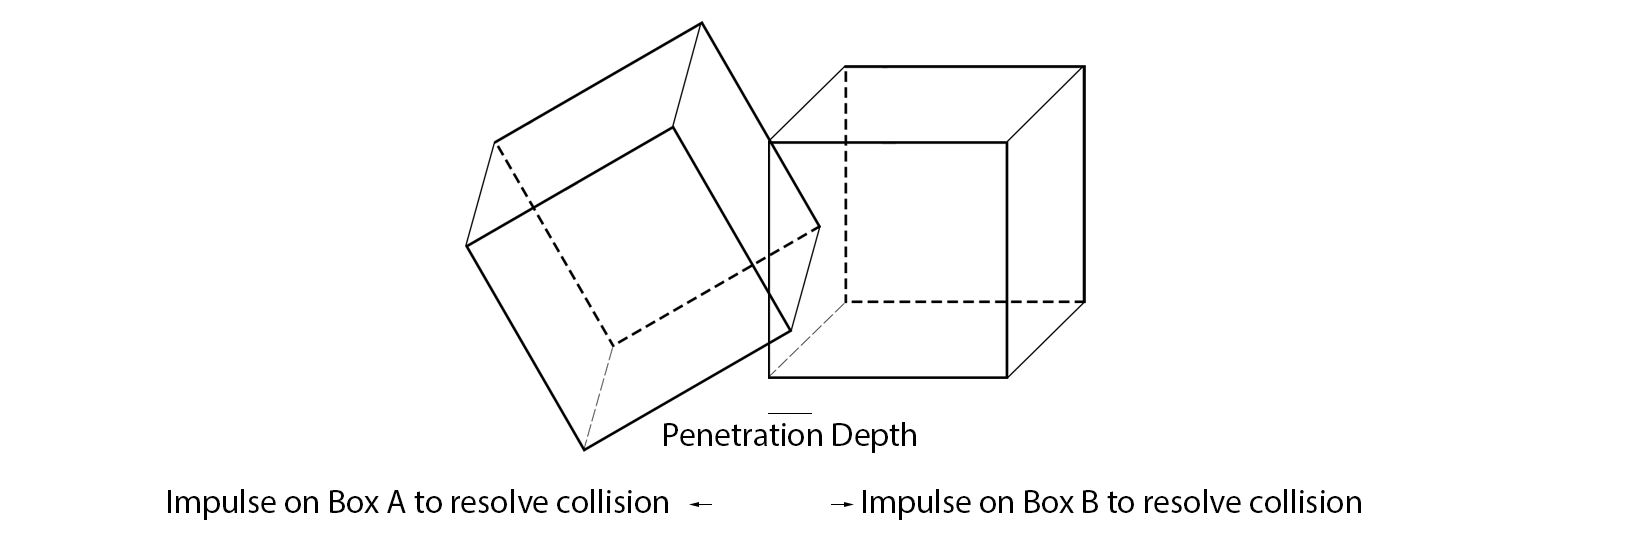 Penetration Depth
Impulse on Box A to resolve collision
Impulse on Box B to resolve collision